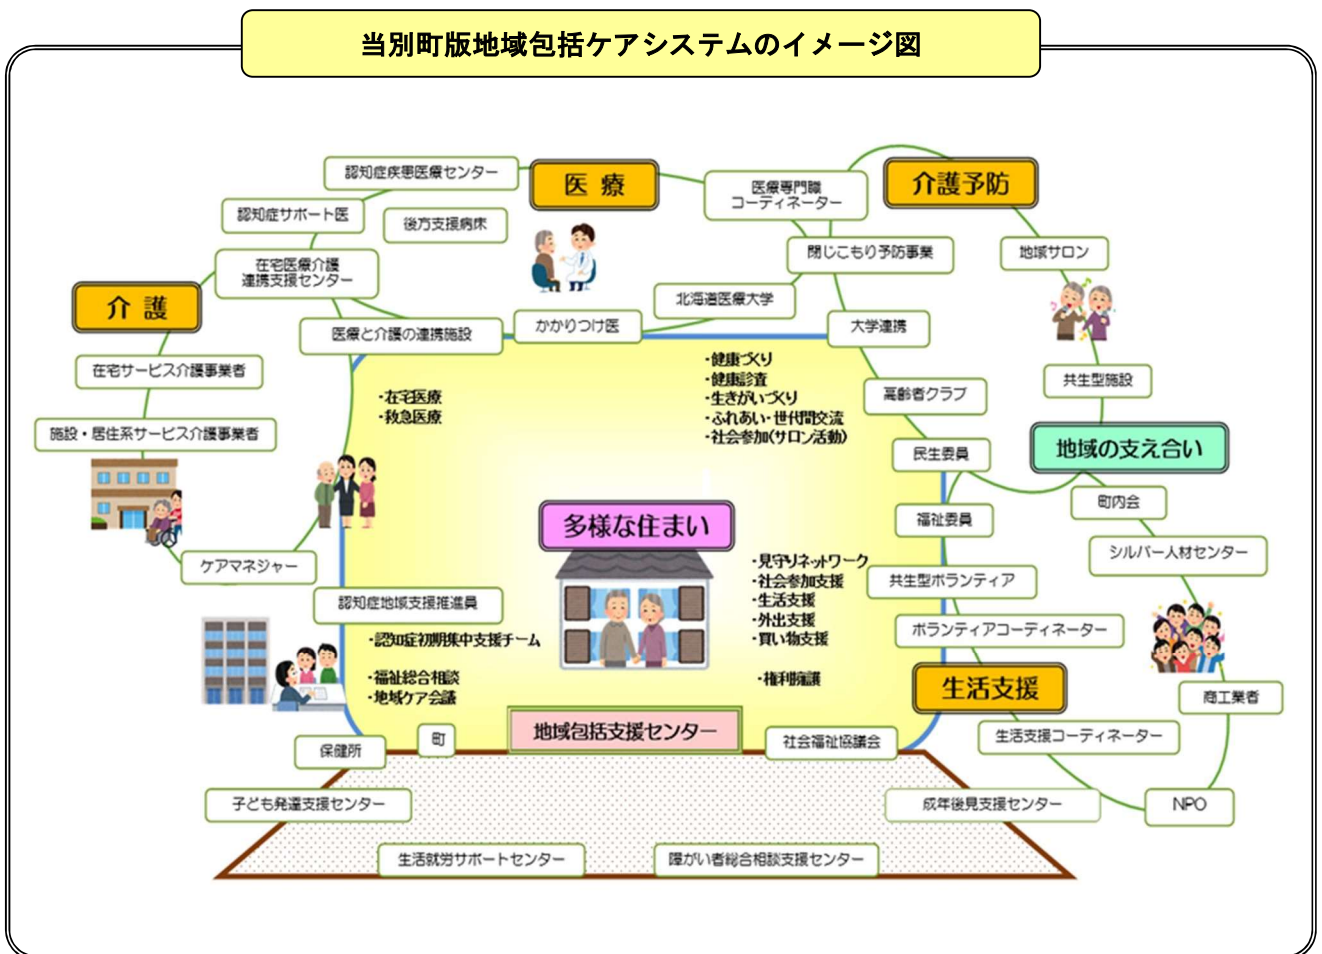 当別町版地域包括ケアシステムのイメージ図
認知症疾患医療センター
医 療
医療専門職
コーディネーター
介護予防
認知症サポート医
後方支援病床
閉じこもり予防事業
地域サロン
在宅医療介護
連携支援センター
北海道医療大学
介 護
医療と介護の連携施設
かかりつけ医
大学連携
在宅サービス介護事業者
・在宅医療
・救急医療
・健康づくり
・健康診査
・生きがいづくり
・ふれあい・世代間交流
・社会参加(サロン活動)
高齢者クラブ
共生型施設
施設・居住系サービス介護事業者
民生委員
地域の支え合い
町内会
福祉委員
多様な住まい
シルバー人材センター
ケアマネジャー
・見守りネットワーク
・社会参加支援
・生活支援
・外出支援
・買い物支援
・権利擁護
共生型ボランティア
認知症地域支援推進員
・認知症初期集中支援チーム
・福祉総合相談
・地域ケア会議
ボランティアコーディネーター
生活支援
商工業者
保健所
町
地域包括支援センター
社会福祉協議会
生活支援コーディネーター
子ども発達支援センター
成年後見支援センター
NPO
生活就労サポートセンター
障がい者総合相談支援センター